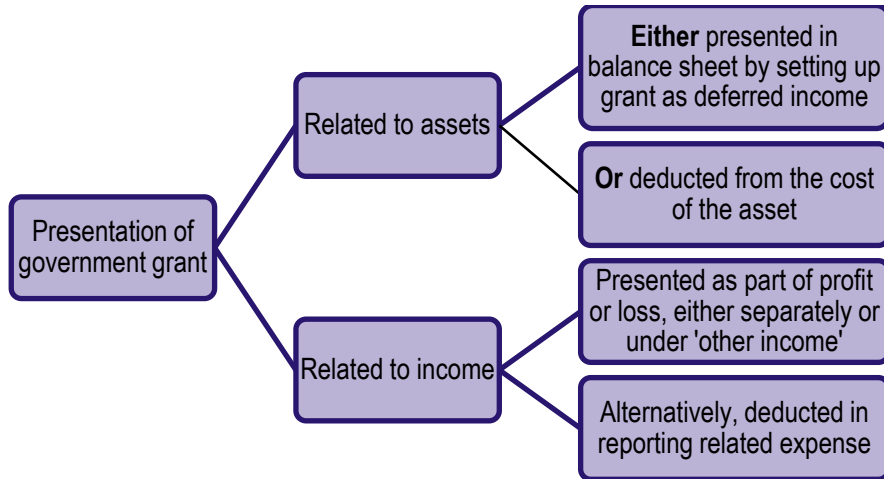 Presentation of
government grant
Related to assets
Either presented in
balance sheet by setting up
grant as deferred income
Or deducted from the cost
of the asset
Related to income
Presented as part of profit
or loss, either separately or
under 'other income'
Alternatively, deducted in
reporting related expense